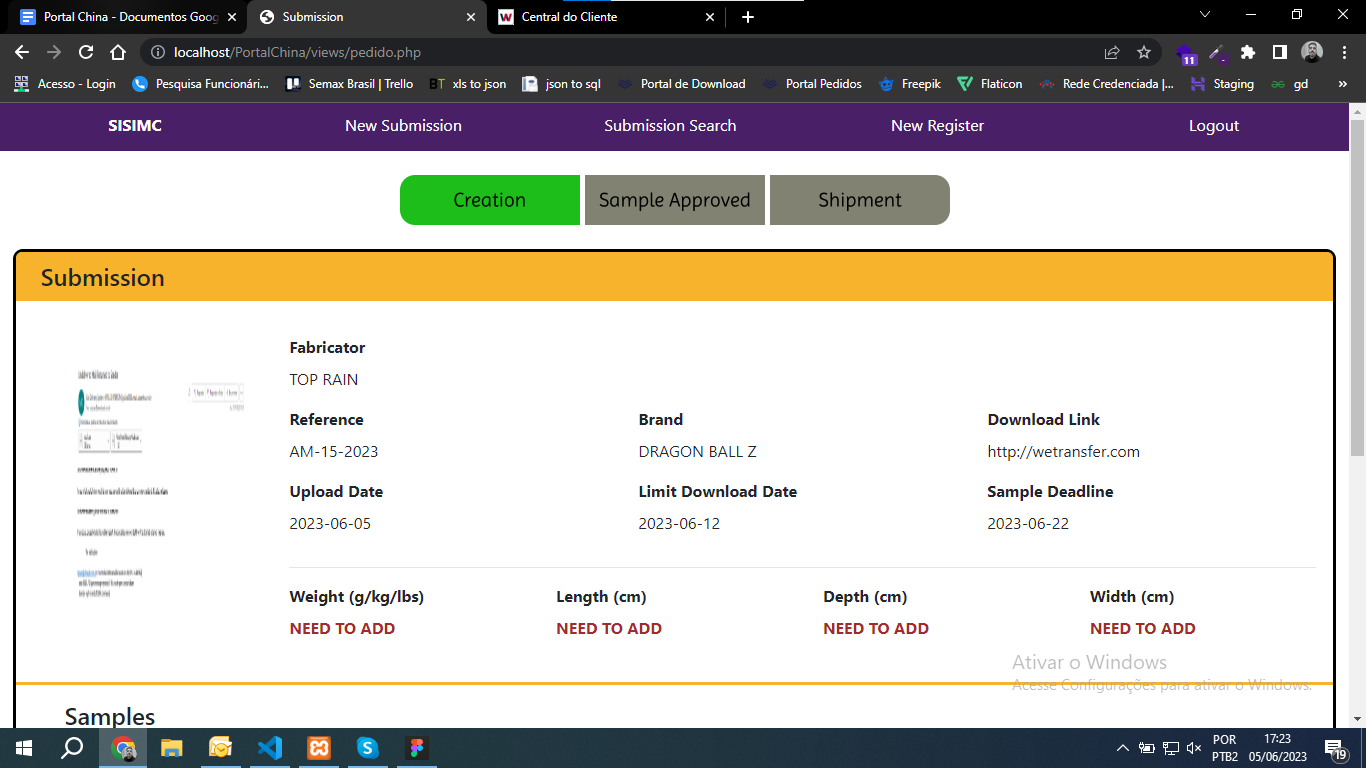 Portal China - Documentos Goog
Submission
Central do Cliente
localhost/PortalChina/views/pedido.php
11
Acesso - Login
Pesquisa Funcionári...
Semax Brasil | Trello
BT xls to json
json to sql
Portal de Download
Portal Pedidos
Freepik
Flaticon
Rede Credenciada |...
Staging
gd
»
SISIMC
New Submission
Submission Search
New Register
Logout
Creation
Sample Approved
Shipment
Submission
Fabricator
TOP RAIN
Reference
Brand
Download Link
AM-15-2023
DRAGON BALL Z
http://wetransfer.com
Upload Date
Limit Download Date
Sample Deadline
2023-06-05
2023-06-12
2023-06-22
Weight (g/kg/lbs)
Length (cm)
Depth (cm)
Width (cm)
NEED TO ADD
NEED TO ADD
NEED TO ADD
NEED TO ADD
Ativar o Windows
Acesse Configurações para ativar o Windows.
Samples
POR
PTB2
17:23
05/06/2023
19